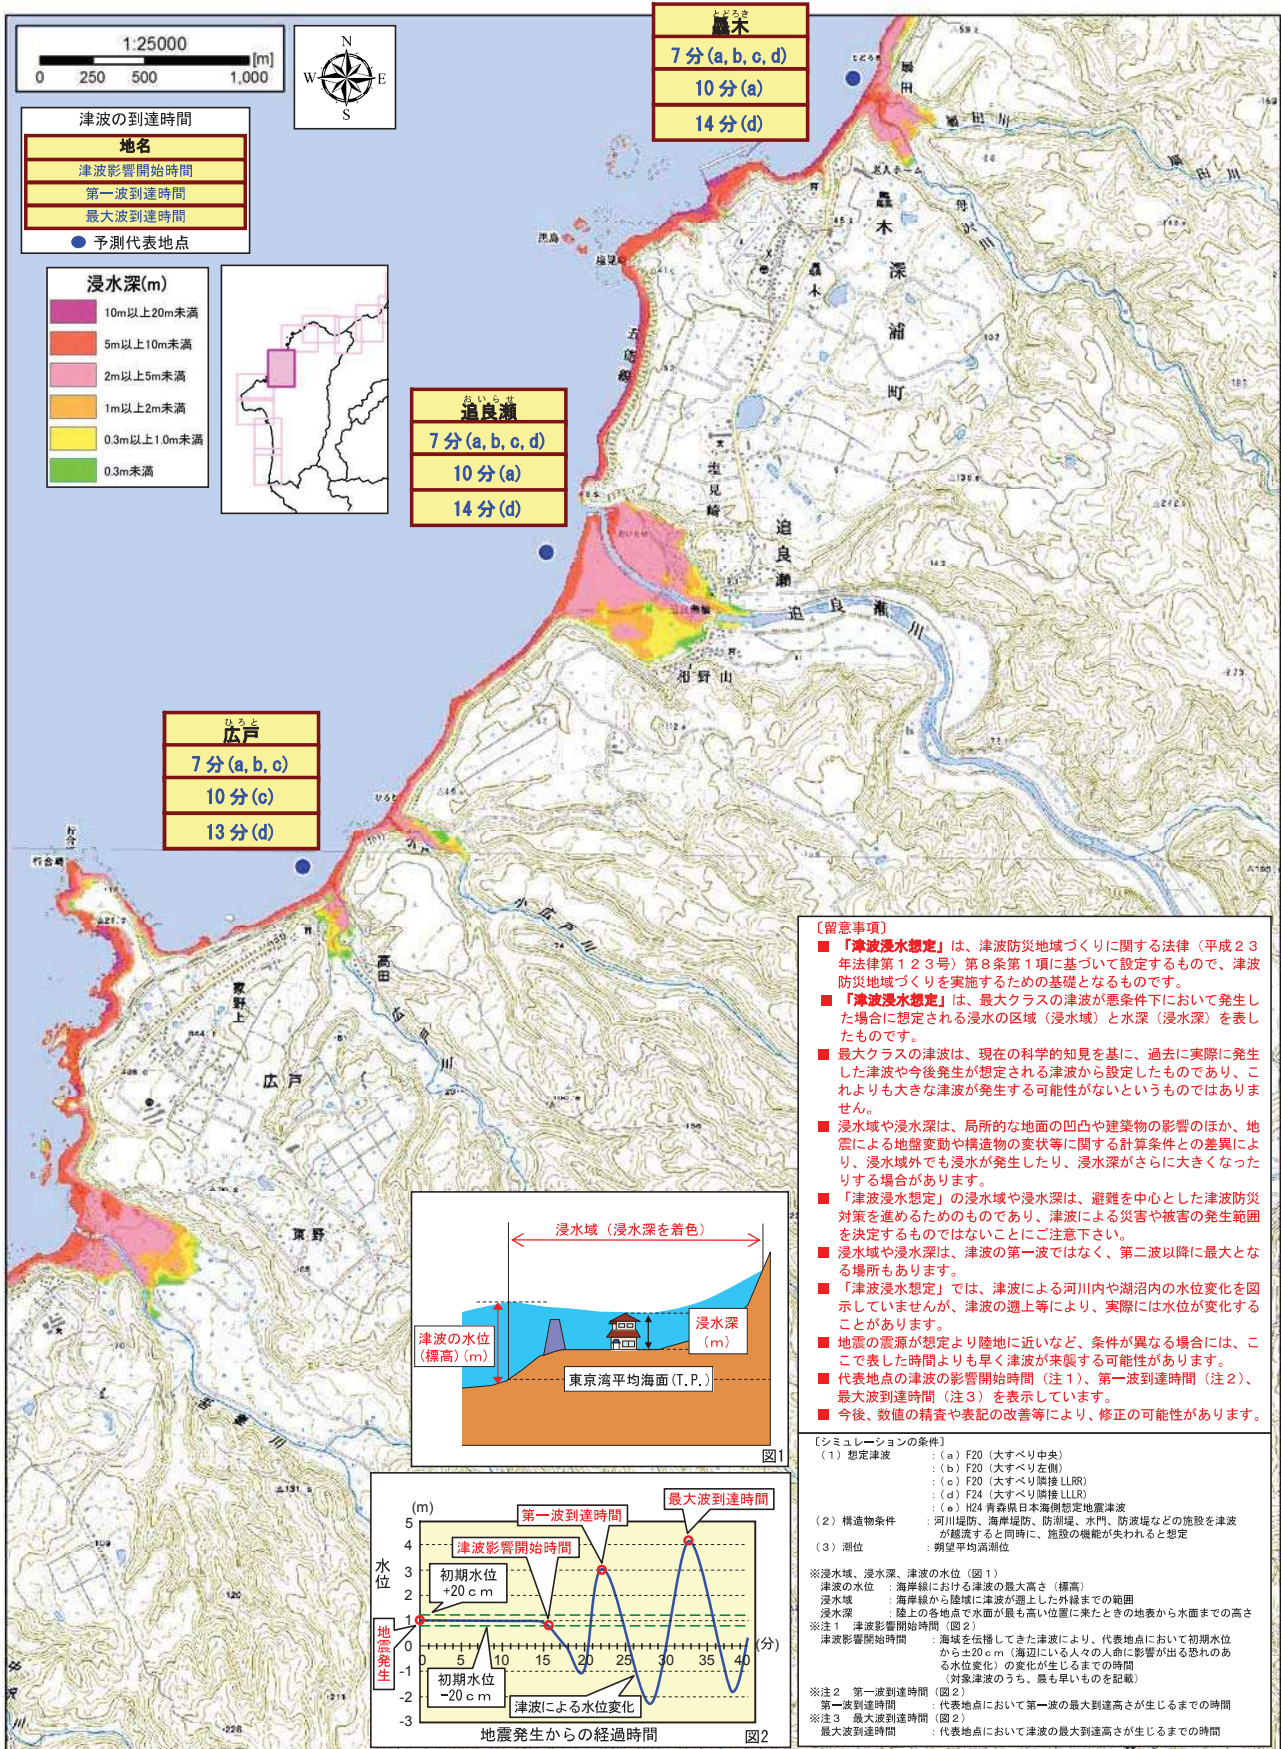 1:25000
[m]
0 250 500 1,000
N
W E
S
津波の到達時間
地名
津波影響開始時間
第一波到達時間
最大波到達時間
予測代表地点
浸水深(m)
10m以上20m未満
5m以上10m未満
2m以上5m未満
1m以上2m未満
0.3m以上1.0m未満
0.3m未満
とどろき
轟木
7分(a, b, c, d)
10分(a)
14分(d)
おいらせ
追良瀬
7分(a, b, c, d)
10分(a)
14分(d)
ひろと
広戸
7分(a, b, c)
10分(c)
13分(d)
とどろき
老人ホーム
轟木
深浦町
轟木
黒島
五能線
塩見崎
追良瀬
追良瀬川
ひろと
行合崎
高田
小広戸川
広戸川
家野上
広戸
東野
〔留意事項〕
■ 「津波浸水想定」は、津波防災地域づくりに関する法律（平成２３
年法律第１２３号）第８条第１項に基づいて設定するもので、津波
防災地域づくりを実施するための基礎となるものです。
■ 「津波浸水想定」は、最大クラスの津波が悪条件下において発生し
た場合に想定される浸水の区域（浸水域）と水深（浸水深）を表し
たものです。
■ 最大クラスの津波は、現在の科学的知見を基に、過去に実際に発生
した津波や今後発生が想定される津波から設定したものであり、こ
れよりも大きな津波が発生する可能性がないというものではありま
せん。
■ 浸水域や浸水深は、局所的な地面の凹凸や建築物の影響のほか、地
震による地盤変動や構造物の変状等に関する計算条件との差異によ
り、浸水域外でも浸水が発生したり、浸水深がさらに大きくなった
りする場合があります。
■ 「津波浸水想定」の浸水域や浸水深は、避難を中心とした津波防災
対策を進めるためのものであり、津波による災害や被害の発生範囲
を決定するものではないことにご注意下さい。
■ 浸水域や浸水深は、津波の第一波ではなく、第二波以降に最大とな
る場所もあります。
■ 「津波浸水想定」では、津波による河川内や湖沼内の水位変化を図
示していませんが、津波の遡上等により、実際には水位が変化する
ことがあります。
■ 地震の震源が想定より陸地に近いなど、条件が異なる場合には、こ
こで表した時間よりも早く津波が来襲する可能性があります。
■ 代表地点の津波の影響開始時間（注１）、第一波到達時間（注２）、
最大波到達時間（注３）を表示しています。
■ 今後、数値の精査や表記の改善等により、修正の可能性があります。
浸水域（浸水深を着色）
津波の水位
(標高)(m)
浸水深
(m)
東京湾平均海面(T.P.)
図1
(m)
水位
5
4
3
2
1
0
-1
-2
-3
5 10 15 20 25 30 35 40
(分)
第一波到達時間
最大波到達時間
津波影響開始時間
初期水位
+20ｃｍ
地震発生
初期水位
-20ｃｍ
津波による水位変化
地震発生からの経過時間
図2
〔シミュレーションの条件〕
（１）想定津波 ：(ａ) F20（大すべり中央）
：(ｂ) F20（大すべり左側）
：(ｃ) F20（大すべり隣接 LLRR）
：(ｄ) F24（大すべり隣接 LLLR）
：(ｅ) H24 青森県日本海側想定地震津波
（２）構造物条件 ：河川堤防、海岸堤防、防潮堤、水門、防波堤などの施設を津波
が越流すると同時に、施設の機能が失われると想定
（３）潮位 ：朔望平均満潮位
※浸水域、浸水深、津波の水位（図１）
津波の水位 ：海岸線における津波の最大高さ（標高）
浸水域 ：海岸線から陸域に津波が遡上した外縁までの範囲
浸水深 ：陸上の各地点で水面が最も高い位置に来たときの地表から水面までの高さ
※注１ 津波影響開始時間（図２）
津波影響開始時間 ：海域を伝播してきた津波により、代表地点において初期水位
から±20ｃｍ（海辺にいる人々の人命に影響が出る恐れのあ
る水位変化）の変化が生じるまでの時間
（対象津波のうち、最も早いものを記載）
※注２ 第一波到達時間（図２）
第一波到達時間 ：代表地点において第一波の最大到達高さが生じるまでの時間
※注３ 最大波到達時間（図２）
最大波到達時間 ：代表地点において津波の最大到達高さが生じるまでの時間